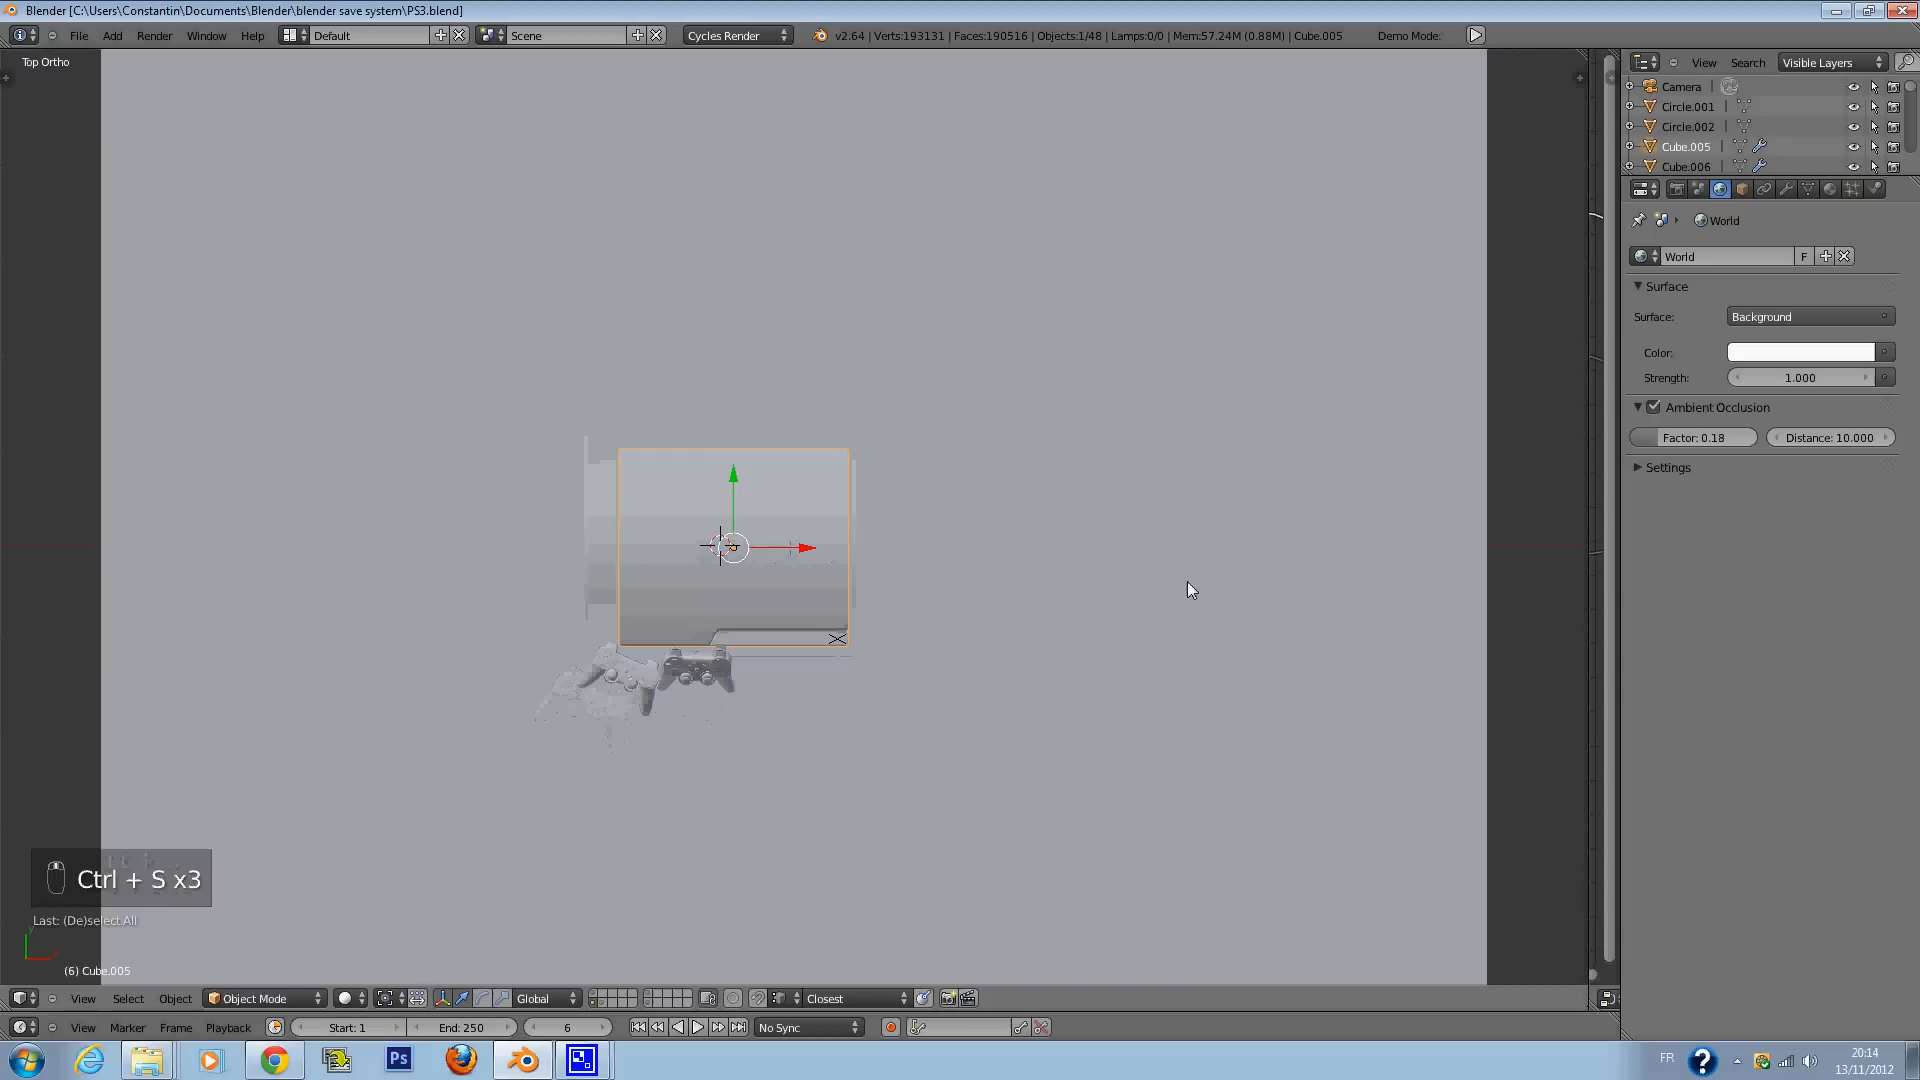 Blender [C:\Users\Constantin\Documents\Blender\blender save system\PS3.blend]
File Add Render Window Help Default Scene Cycles Render v2.64 | Verts:193131 | Faces:190516 | Objects:1/48 | Lamps:0/0 | Mem:57.24M (0.88M) | Cube.005 Demo Mode:
Top Ortho
View Search Visible Layers
Camera
Circle.001
Circle.002
Cube.005
Cube.006
World
World F
Surface
Surface: Background
Color:
Strength: 1.000
Ambient Occlusion
Factor: 0.18 Distance: 10.000
Settings
Ctrl + S x3
Last: (De)select All
y
(6) Cube.005
View Select Object Object Mode Global Closest
View Marker Frame Playback Start: 1 End: 250 6 No Sync
Ps
FR
20:14
13/11/2012